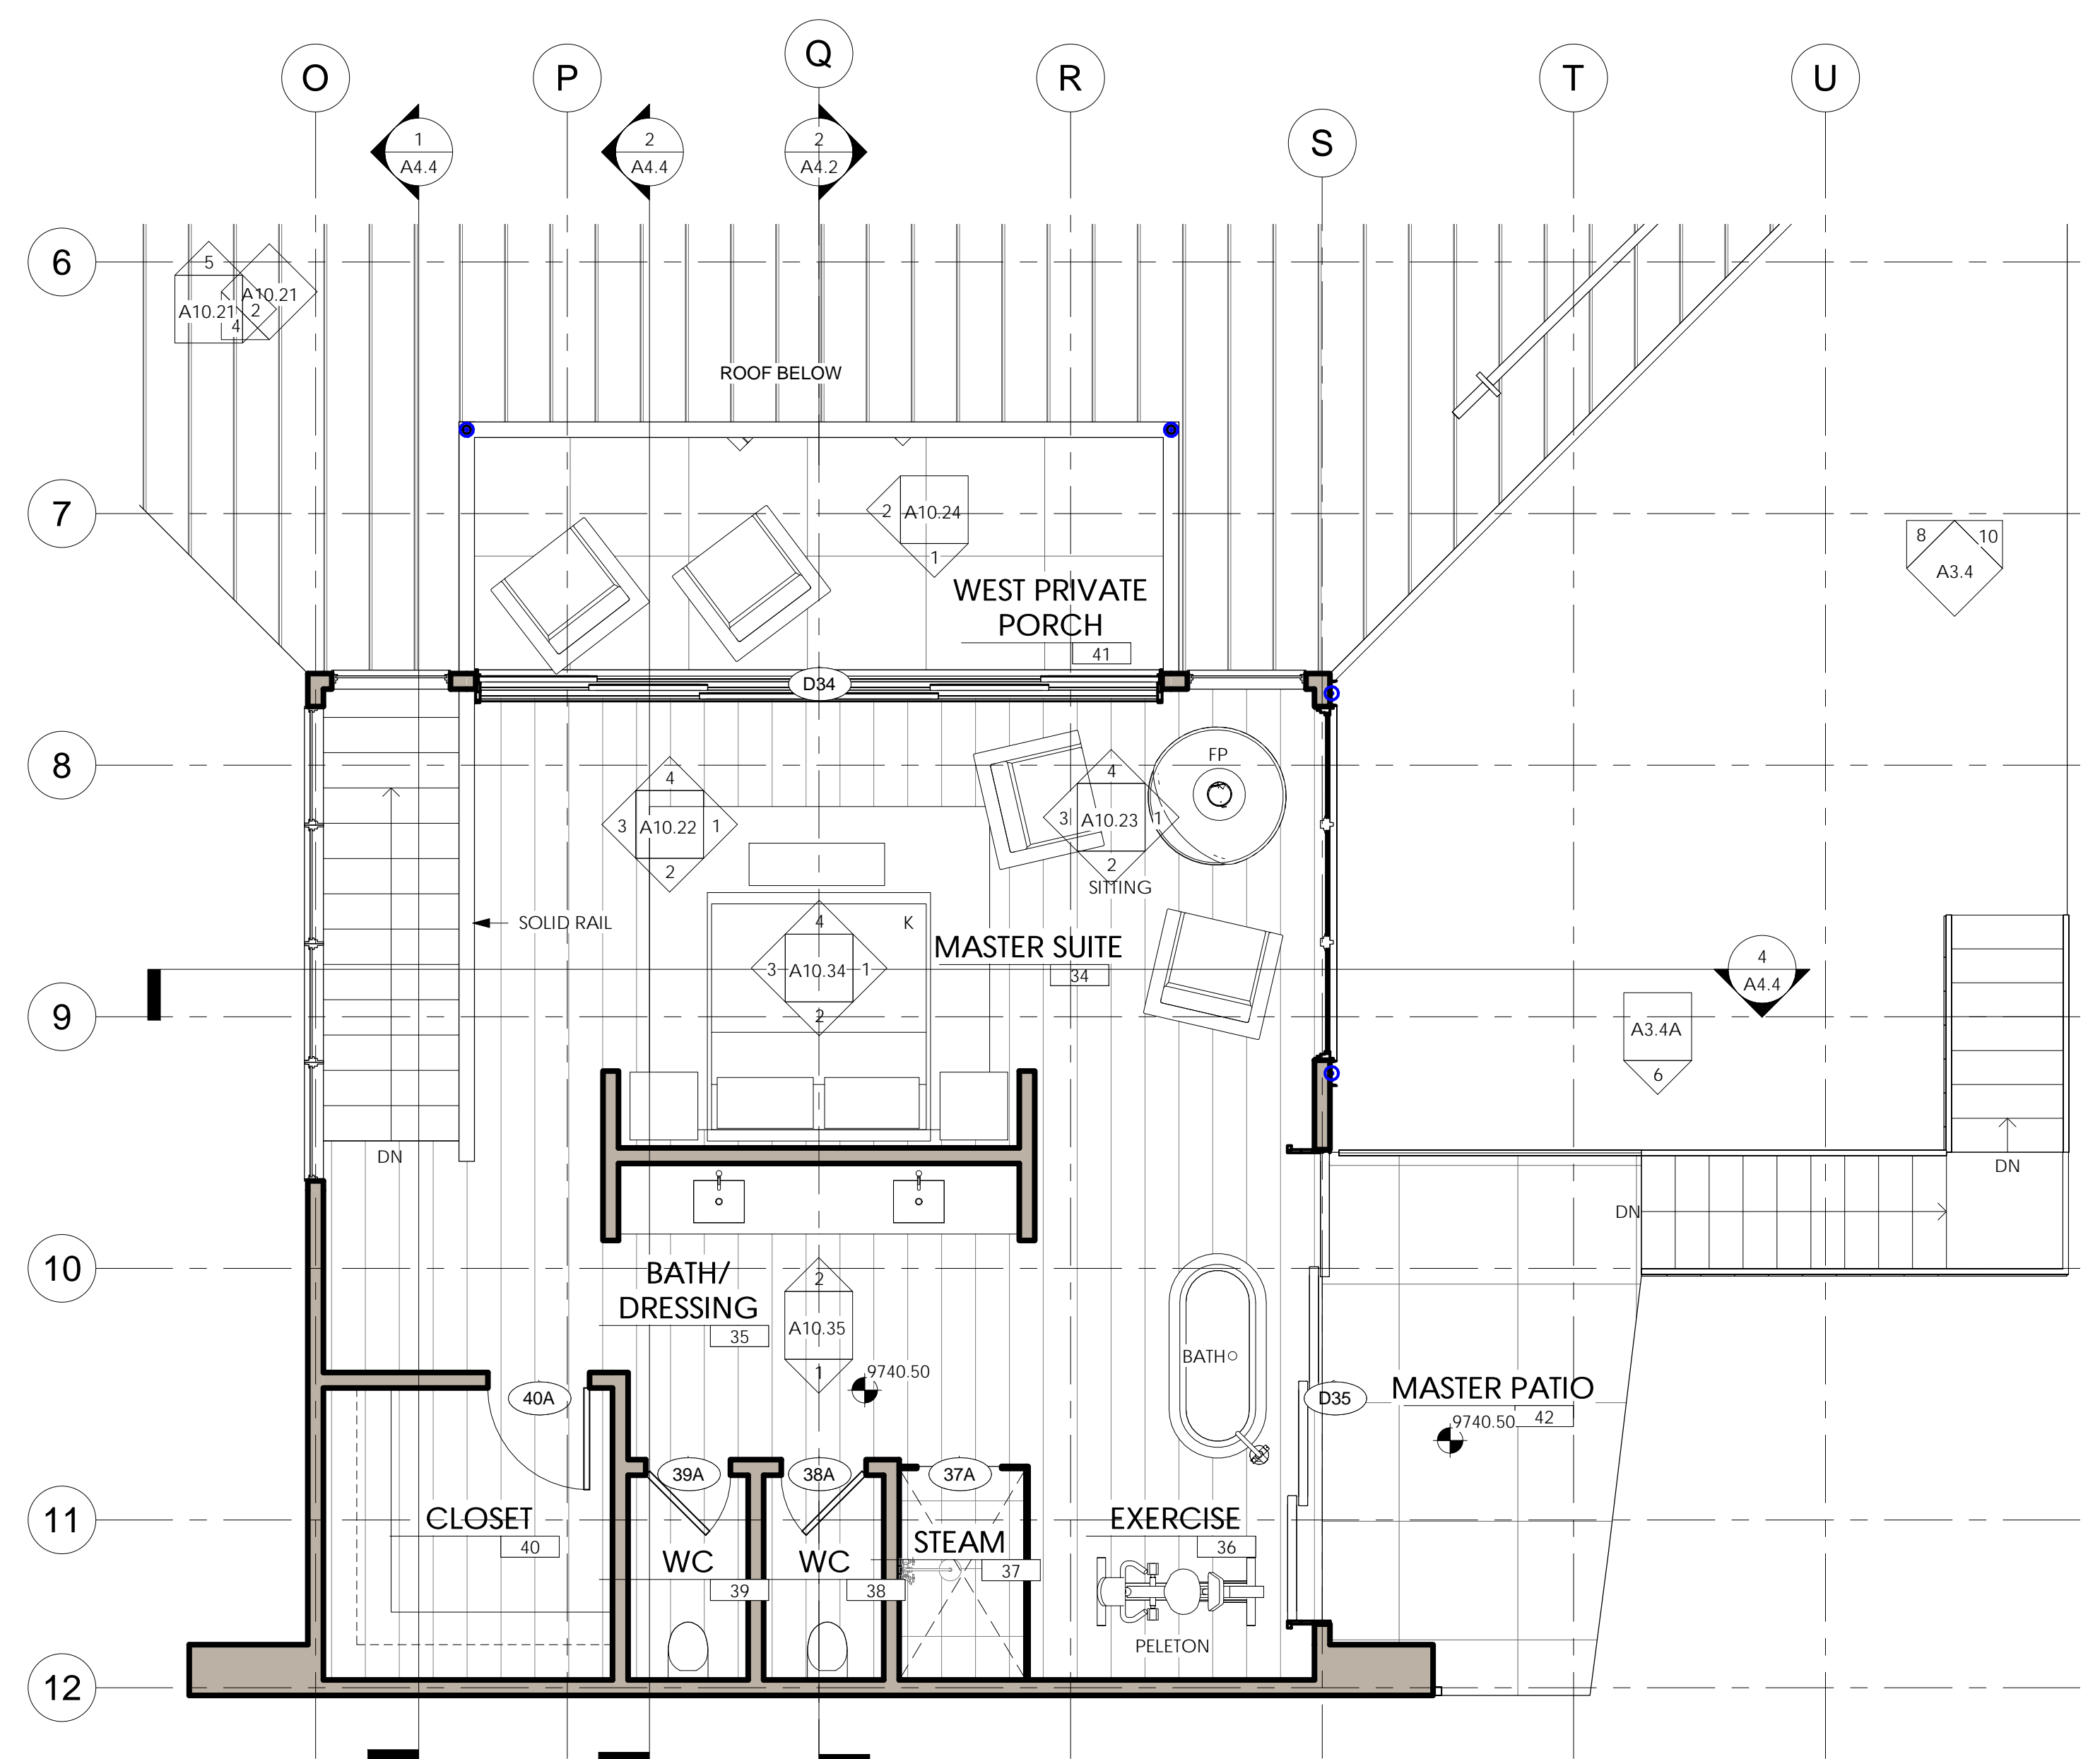 O
P
Q
R
S
T
U
1
A4.4
2
A4.4
2
A4.2
6
5
A10.21
A10.21
2
4
ROOF BELOW
7
2
A10.24
1
8
10
A3.4
WEST PRIVATE
PORCH
41
D34
8
FP
4
3
A10.22
1
2
4
3
A10.23
1
2
SITTING
SOLID RAIL
4
K
3
A10.34
1
2
MASTER SUITE
34
4
A4.4
9
A3.4A
6
DN
DN
DN
10
BATH/
DRESSING
35
2
A10.35
1
9740.50
BATH
40A
D35
MASTER PATIO
9740.50
42
39A
38A
37A
11
CLOSET
40
WC
39
WC
38
STEAM
37
EXERCISE
36
PELETON
12